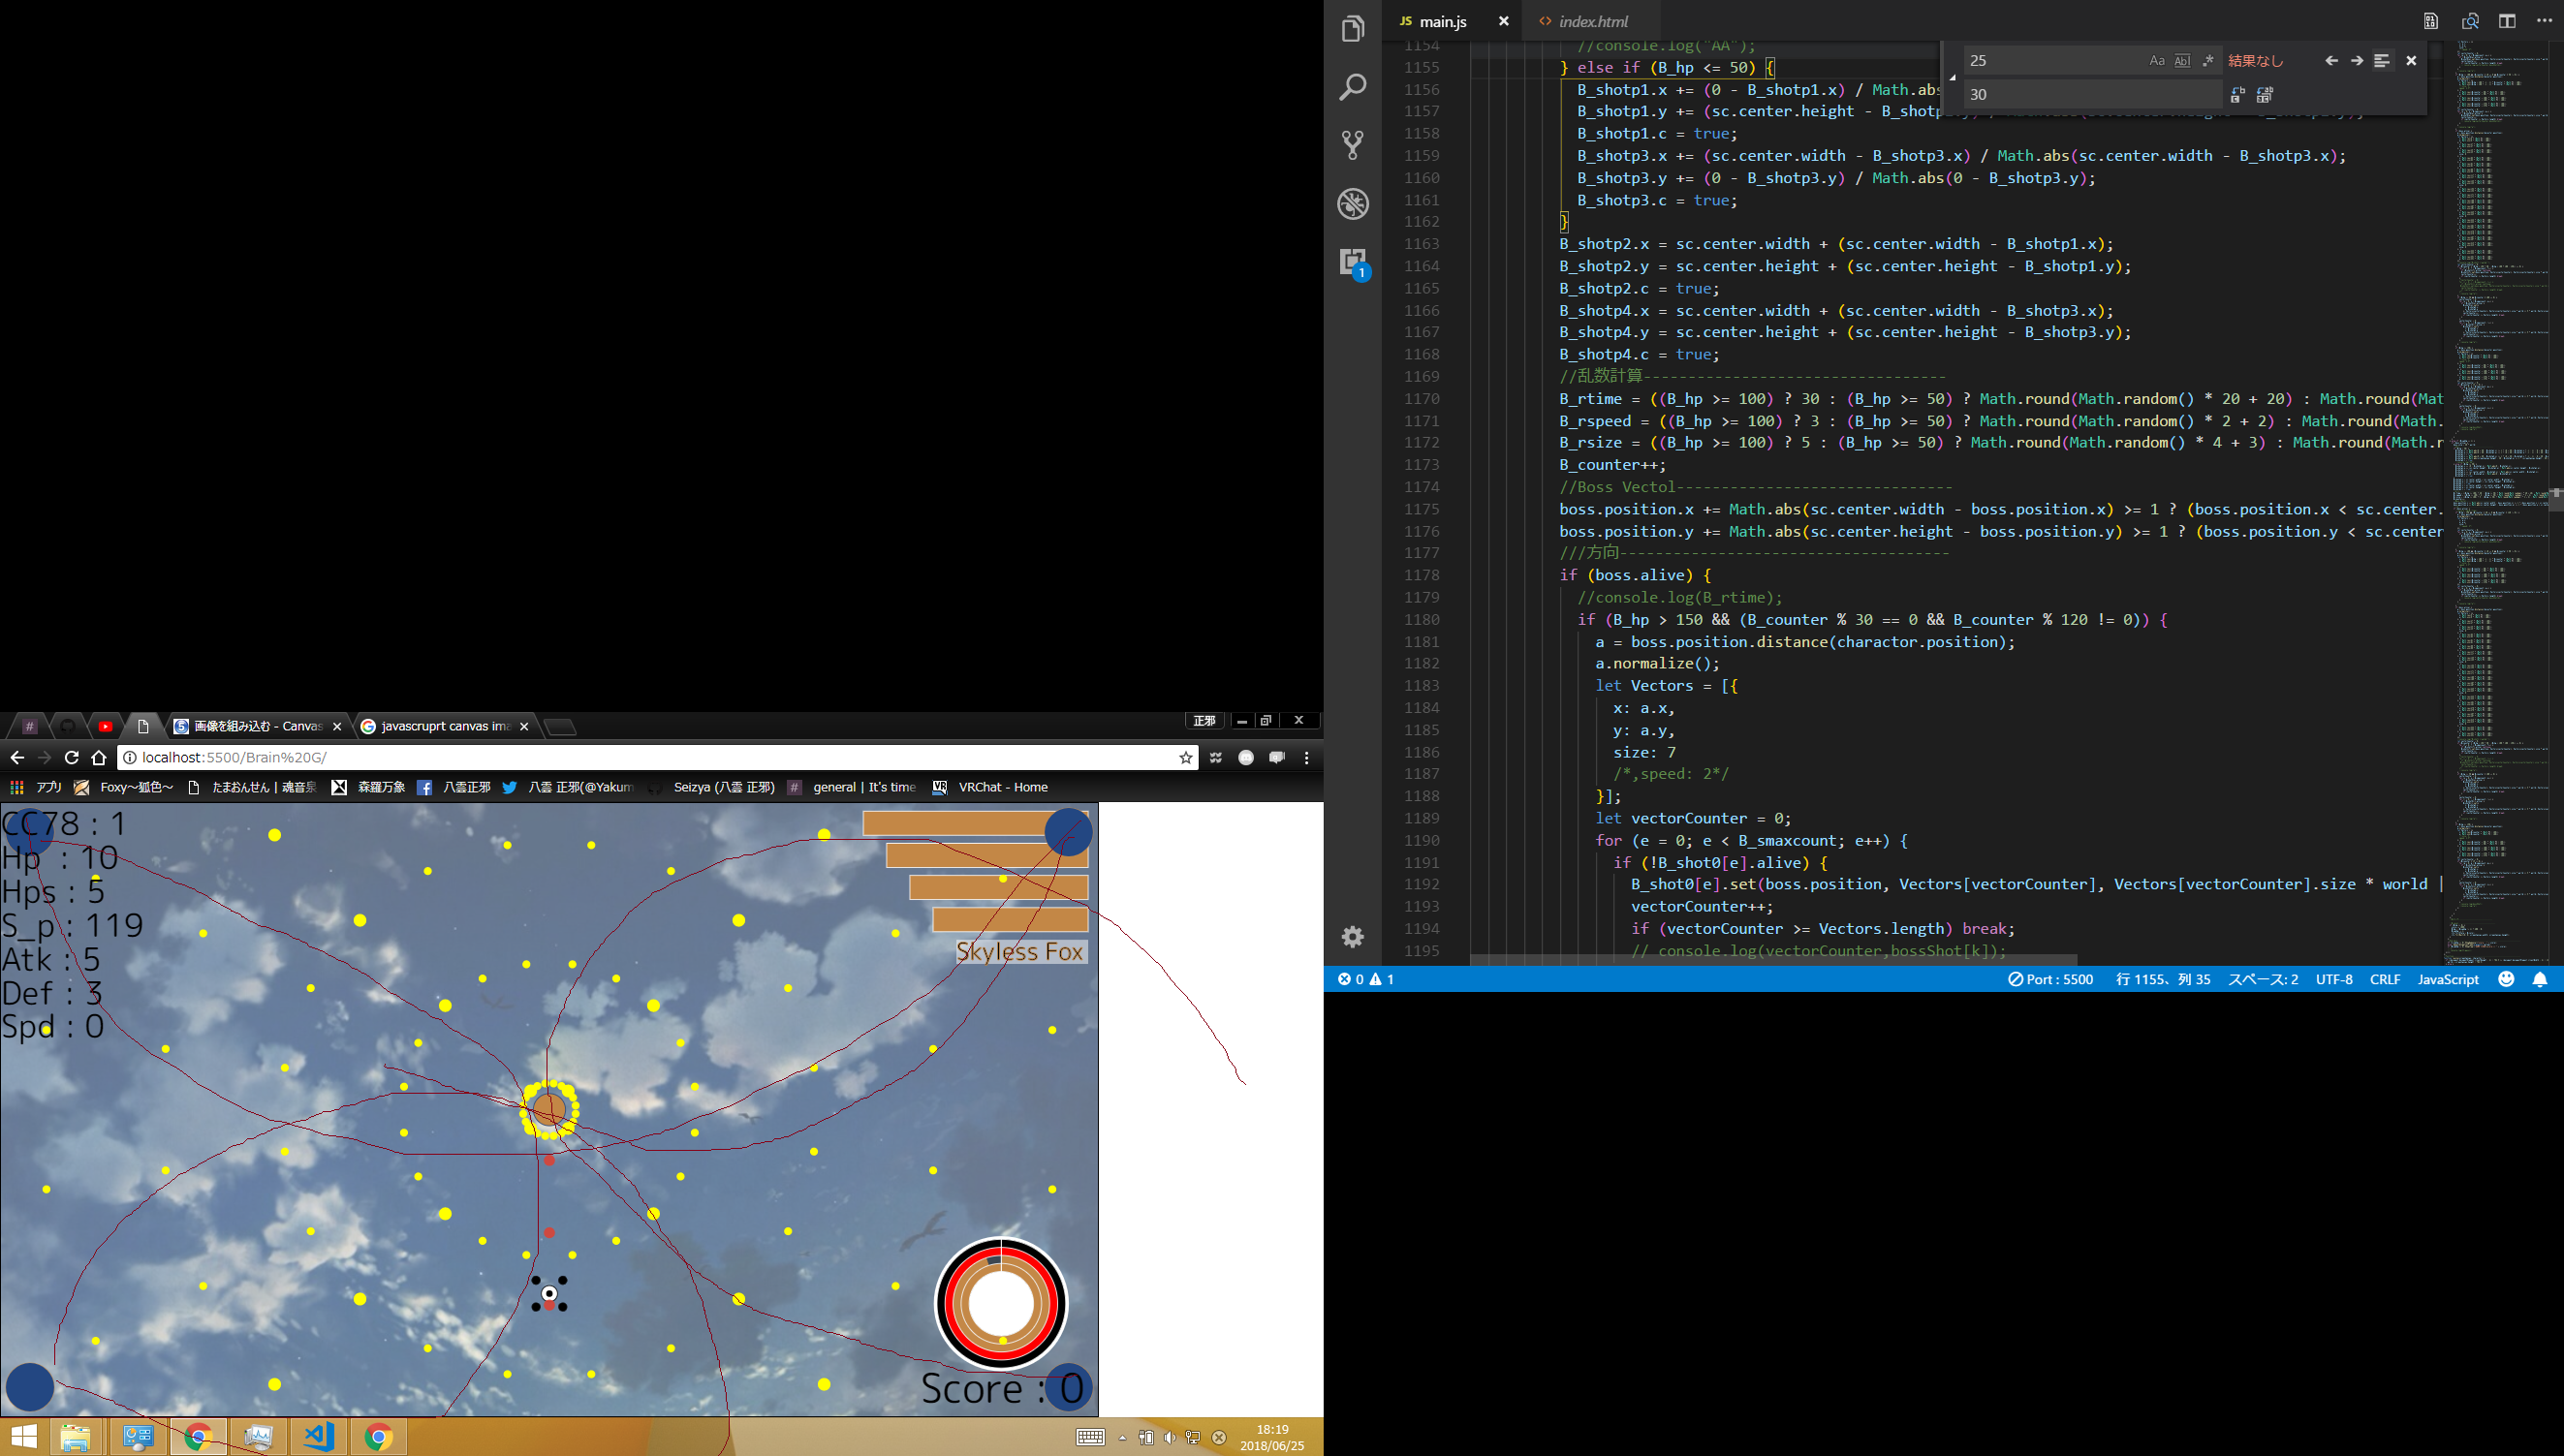 JS main.js ×
<> index.html
25 Aa Abl .* 結果なし
30
1154 //console.log("AA");
1155 } else if (B_hp <= 50) {
1156 B_shotp1.x += (0 - B_shotp1.x) / Math.abs
1157 B_shotp1.y += (sc.center.height - B_shotp
1158 B_shotp1.c = true;
1159 B_shotp3.x += (sc.center.width - B_shotp3.x) / Math.abs(sc.center.width - B_shotp3.x);
1160 B_shotp3.y += (0 - B_shotp3.y) / Math.abs(0 - B_shotp3.y);
1161 B_shotp3.c = true;
1162 }
1163 B_shotp2.x = sc.center.width + (sc.center.width - B_shotp1.x);
1164 B_shotp2.y = sc.center.height + (sc.center.height - B_shotp1.y);
1165 B_shotp2.c = true;
1166 B_shotp4.x = sc.center.width + (sc.center.width - B_shotp3.x);
1167 B_shotp4.y = sc.center.height + (sc.center.height - B_shotp3.y);
1168 B_shotp4.c = true;
1169 //乱数計算----------------------------------
1170 B_rtime = ((B_hp >= 100) ? 30 : (B_hp >= 50) ? Math.round(Math.random() * 20 + 20) : Math.round(Mat
1171 B_rspeed = ((B_hp >= 100) ? 3 : (B_hp >= 50) ? Math.round(Math.random() * 2 + 2) : Math.round(Math.
1172 B_rsize = ((B_hp >= 100) ? 5 : (B_hp >= 50) ? Math.round(Math.random() * 4 + 3) : Math.round(Math.r
1173 B_counter++;
1174 //Boss Vectol-------------------------------
1175 boss.position.x += Math.abs(sc.center.width - boss.position.x) >= 1 ? (boss.position.x < sc.center.
1176 boss.position.y += Math.abs(sc.center.height - boss.position.y) >= 1 ? (boss.position.y < sc.center
1177 ///方向-------------------------------------
1178 if (boss.alive) {
1179 //console.log(B_rtime);
1180 if (B_hp > 150 && (B_counter % 30 == 0 && B_counter % 120 != 0)) {
1181 a = boss.position.distance(charactor.position);
1182 a.normalize();
1183 let Vectors = [{
1184 x: a.x,
1185 y: a.y,
1186 size: 7
1187 /*,speed: 2*/
1188 }];
1189 let vectorCounter = 0;
1190 for (e = 0; e < B_smaxcount; e++) {
1191 if (!B_shot0[e].alive) {
1192 B_shot0[e].set(boss.position, Vectors[vectorCounter], Vectors[vectorCounter].size * world |
1193 vectorCounter++;
1194 if (vectorCounter >= Vectors.length) break;
1195 // console.log(vectorCounter,bossShot[k]);
1
0 1 Port : 5500 行 1155、列 35 スペース: 2 UTF-8 CRLF JavaScript
画像を組み込む - Canvas × javascruprt canvas ima × 正邪
localhost:5500/Brain%20G/
アプリ Foxy～狐色～ たまおんせん | 魂音泉 森羅万象 八雲正邪 八雲 正邪(@Yakum Seizya (八雲 正邪) # general | It's time VRChat - Home
CC78 : 1
Hp : 10
Hps : 5
S_p : 119
Atk : 5
Def : 3
Spd : 0
Skyless Fox
Score : 0
18:19
2018/06/25